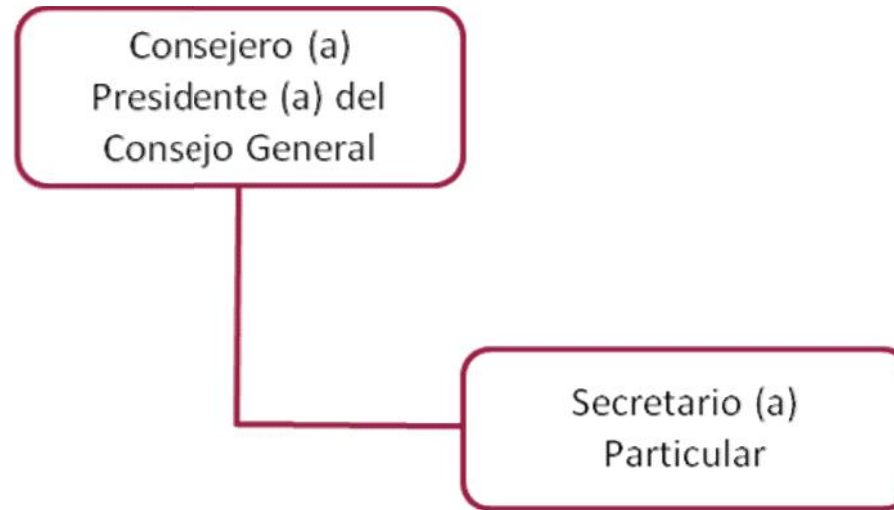 Consejero (a)
Presidente (a) del
Consejo General
Secretario (a)
Particular